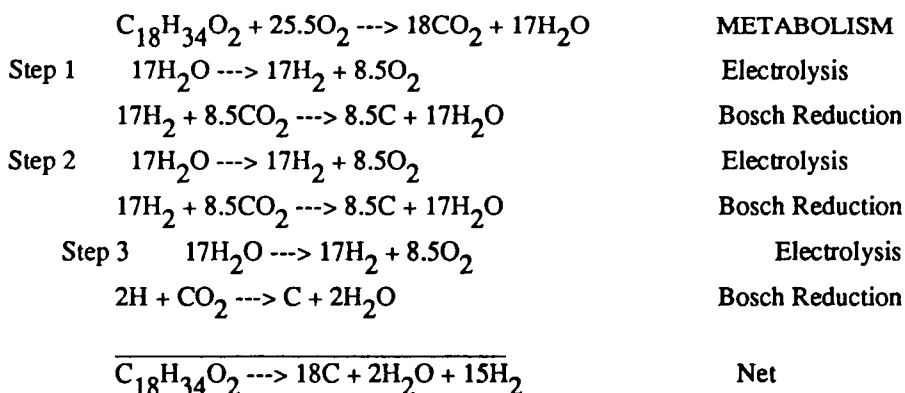 C18H34O2 + 25.5O2 ---> 18CO2 + 17H2O METABOLISM
Step 1 17H2O ---> 17H2 + 8.5O2 Electrolysis
17H2 + 8.5CO2 ---> 8.5C + 17H2O Bosch Reduction
Step 2 17H2O ---> 17H2 + 8.5O2 Electrolysis
17H2 + 8.5CO2 ---> 8.5C + 17H2O Bosch Reduction
Step 3 17H2O ---> 17H2 + 8.5O2 Electrolysis
2H + CO2 ---> C + 2H2O Bosch Reduction
C18H34O2 ---> 18C + 2H2O + 15H2 Net